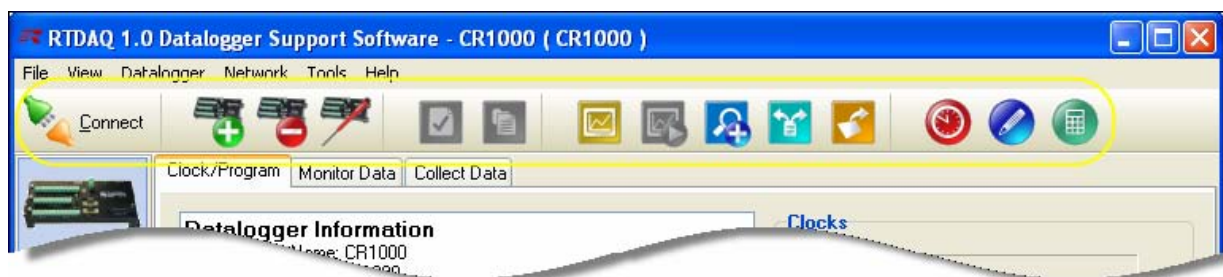 RTDAQ 1.0 Datalogger Support Software - CR1000 ( CR1000 )
File View Datalogger Network Tools Help
Connect
Clock/Program Monitor Data Collect Data
Datalogger Information
Clocks
Name: CR1000